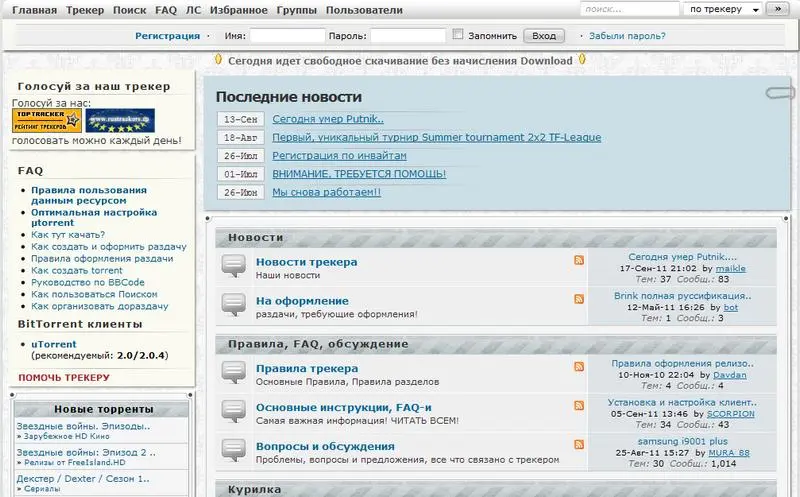 Главная Трекер Поиск FAQ ЛС Избранное Группы Пользователи поиск... по трекеру »
Регистрация · Имя: Пароль: Запомнить Вход · Забыли пароль?
Сегодня идет свободное скачивание без начисления Download
Голосуй за наш трекер
Голосуй за нас:
TOPTRACKER
РЕЙТИНГ ТРЕКЕРОВ
голосовать можно каждый день!
FAQ
Правила пользования
данным ресурсом
Оптимальная настройка
µtorrent
Как тут качать?
Как создать и оформить раздачу
Правила оформления раздачи
Как создать torrent
Руководство по BBCode
Как пользоваться Поиском
Как организовать дораздачу
BitTorrent клиенты
uTorrent
(рекомендуемый: 2.0/2.0.4)
ПОМОЧЬ ТРЕКЕРУ
Новые торренты
Звездные войны. Эпизоды..
» Зарубежное HD Кино
Звездные войны: Эпизод 2 ..
» Релизы от FreeIsland.HD
Декстер / Dexter / Сезон 1..
» Сериалы
Последние новости
13-Сен Сегодня умер Putnik..
18-Авг Первый, уникальный турнир Summer tournament 2x2 TF-League
26-Июл Регистрация по инвайтам
01-Июл ВНИМАНИЕ, ТРЕБУЕТСЯ ПОМОЩЬ!
26-Июн Мы снова работаем!!
Новости
Новости трекера
Наши новости
Сегодня умер Putnik....
17-Сен-11 21:02 by maikle
Тем: 37 Сообщ.: 83
На оформление
раздачи, требующие оформления!
Brink полная руссификация..
12-Май-11 16:26 by bot
Тем: 1 Сообщ.: 3
Правила, FAQ, обсуждение
Правила трекера
Основные Правила, Правила разделов
Правила оформления релизо..
10-Ноя-10 22:04 by Davdan
Тем: 4 Сообщ.: 4
Основные инструкции, FAQ-и
Самая важная информация! ЧИТАТЬ ВСЕМ!
Установка и настройка клиент..
05-Сен-11 13:46 by SCORPION
Тем: 34 Сообщ.: 43
Вопросы и обсуждения
Проблемы, вопросы и предложения, все что связано с трекером
samsung i9001 plus
25-Авг-11 15:27 by MURA_88
Тем: 30 Сообщ.: 1,014
Курилка